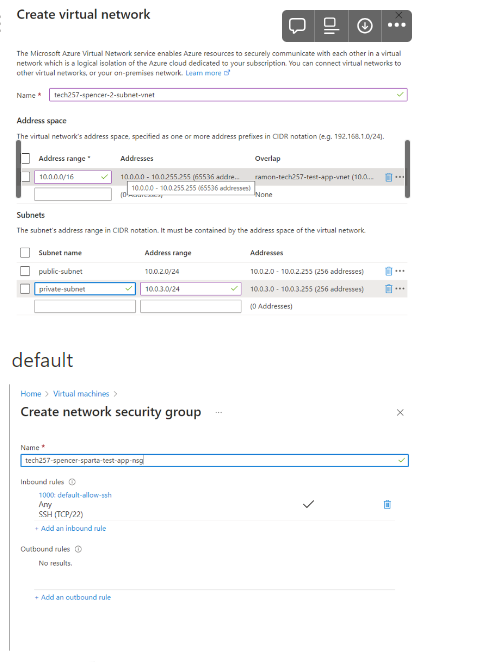 Create virtual network
The Microsoft Azure Virtual Network service enables Azure resources to securely communicate with each other in a virtual
network which is a logical isolation of the Azure cloud dedicated to your subscription. You can connect virtual networks to
other virtual networks, or your on-premises network. Learn more
Name *
tech257-spencer-2-subnet-vnet
Address space
The virtual network's address space, specified as one or more address prefixes in CIDR notation (e.g. 192.168.1.0/24).
Address range * Addresses Overlap
10.0.0.0/16 10.0.0.0 - 10.0.255.255 (65536 addre... ramon-tech257-test-app-vnet (10.0....
10.0.0.0 - 10.0.255.255 (65536 addresses)
(0 Addresses) None
Subnets
The subnet's address range in CIDR notation. It must be contained by the address space of the virtual network.
Subnet name Address range Addresses
public-subnet 10.0.2.0/24 10.0.2.0 - 10.0.2.255 (256 addresses)
private-subnet 10.0.3.0/24 10.0.3.0 - 10.0.3.255 (256 addresses)
(0 Addresses)
default
Home > Virtual machines >
Create network security group
Name *
tech257-spencer-sparta-test-app-nsg
Inbound rules
1000: default-allow-ssh
Any
SSH (TCP/22)
+ Add an inbound rule
Outbound rules
No results.
+ Add an outbound rule